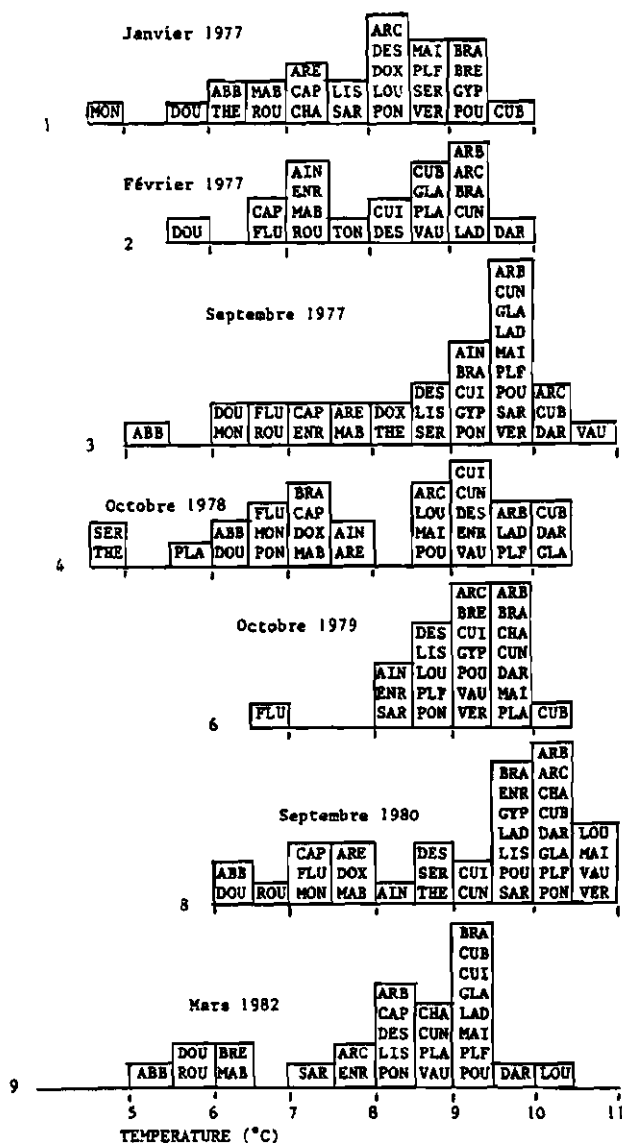 Janvier 1977 ARC
DES MAI BRA
ARE DOX PLF BRE
ABB MAB CAP LIS LOU SER GYP
MON DOU THE ROU CHA SAR PON VER POU CUB
1
ARB
Février 1977 AIN CUB ARC
ENR GLA BRA
CAP MAB CUI PLA CUN
DOU FLU ROU TON DES VAU LAD DAR
2
ARB
CUN
Septembre 1977 GLA
LAD
AIN MAI
BRA PLF
DES CUI POU ARC
DOU FLU CAP ARE DOX LIS GYP SAR CUB
ABB MON ROU ENR MAB THE SER PON VER DAR VAU
3
CUI
BRA ARC CUN
Octobre 1978 FLU CAP LOU DES ARB CUB
SER ABB MON DOX AIN MAI ENR LAD DAR
THE PLA DOU PON MAB ARE POU VAU PLF GLA
4
ARC ARB
BRE BRA
Octobre 1979 DES CUI CHA
LIS GYP CUN
AIN LOU POU DAR
ENR PLF VAU MAI
FLU SAR PON VER PLA CUB
6
ARB
BRA ARC
ENR CHA
Septembre 1980 GYP CUB
LAD DAR LOU
CAP ARE DES LIS GLA MAI
ABB FLU DOX SER CUI POU PLF VAU
DOU ROU MON MAB AIN THE CUN SAR PON VER
8
BRA
CUB
CUI
Mars 1982 ARB GLA
CAP CHA LAD
DES CUN MAI
DOU BRE ARC LIS PLA PLF
ABB ROU MAB SAR ENR PON VAU POU DAR LOU
9
5 6 7 8 9 10 11
TEMPERATURE (°C)